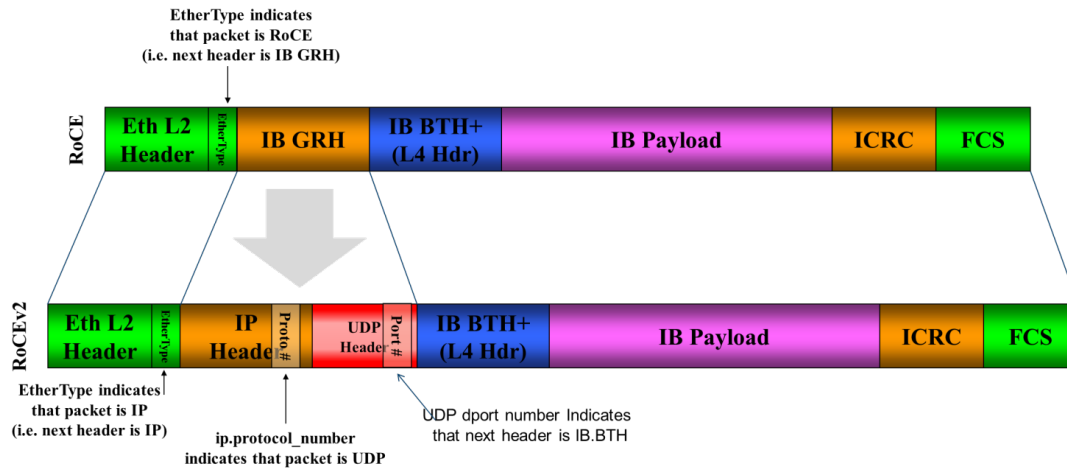 EtherType indicates
that packet is RoCE
(i.e. next header is IB GRH)
RoCE
Eth L2
Header
EtherType
IB GRH
IB BTH+
(L4 Hdr)
IB Payload
ICRC
FCS
RoCEv2
Eth L2
Header
EtherType
IP
Header
Proto #
UDP
Header
Port #
IB BTH+
(L4 Hdr)
IB Payload
ICRC
FCS
EtherType indicates
that packet is IP
(i.e. next header is IP)
ip.protocol_number
indicates that packet is UDP
UDP dport number Indicates
that next header is IB.BTH